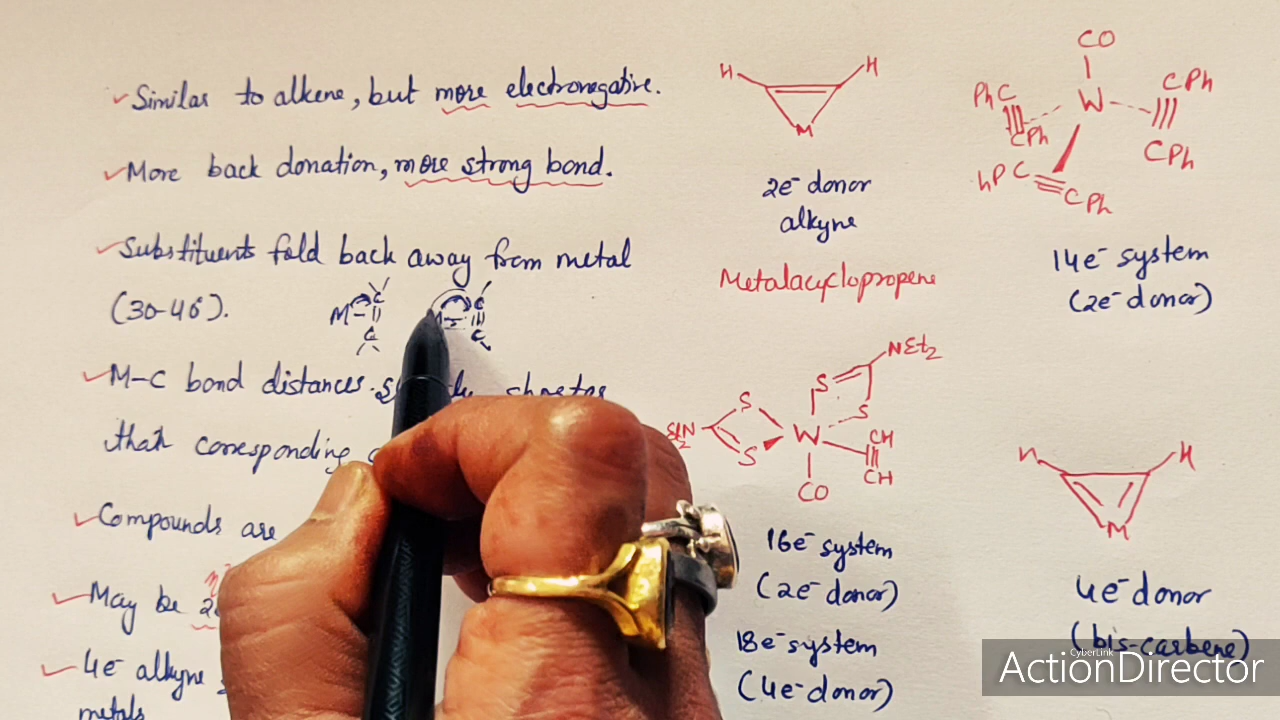 Similar to alkene, but more electronegative.
More back donation, more strong bond.
Substituents fold back away from metal
(30-46).
M C C
C C
M-C bond distances shorter
that corresponding
Compounds are
May be
4e⁻ alkyne
metals
H H
M
2e⁻ donor
alkyne
Metalacyclopropene
CO
PhC W CPh
CPh CPh
hPC CPh
14e⁻ system
(2e⁻ donor)
NEt₂
S
S S
W CH
S CH
CO
16e⁻ system
(2e⁻ donor)
18e⁻ system
(4e⁻ donor)
H H
M
4e⁻ donor
(bis-carbene)
CyberLink
ActionDirector